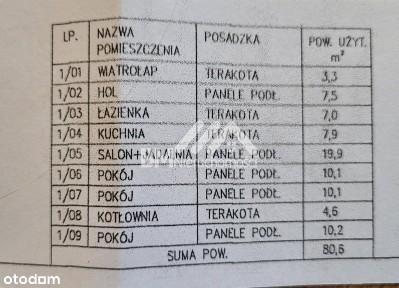 LP. NAZWA POMIESZCZENIA POSADZKA POW. UŻYT. m²
1/01 WIATROŁAP TERAKOTA 3,3
1/02 HOL PANELE PODŁ. 7,5
1/03 ŁAZIENKA TERAKOTA 7,0
1/04 KUCHNIA TERAKOTA 7,9
1/05 SALON+JADALNIA PANELE PODŁ. 19,9
1/06 POKÓJ PANELE PODŁ. 10,1
1/07 POKÓJ PANELE PODŁ. 10,1
1/08 KOTŁOWNIA TERAKOTA 4,6
1/09 POKÓJ PANELE PODŁ. 10,2
SUMA POW. 80,6
otodom